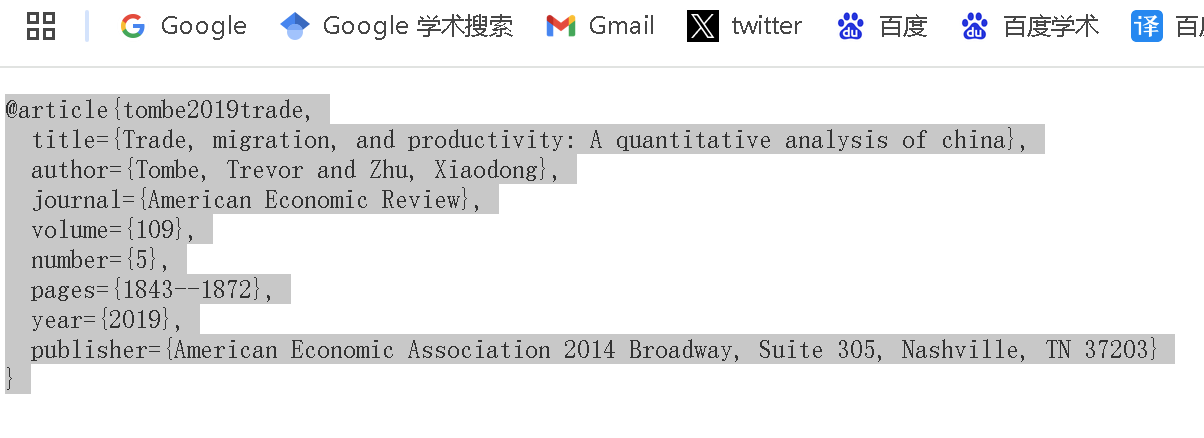 Google Google 学术搜索 Gmail twitter 百度 百度学术 译
@article{tombe2019trade,
title={Trade, migration, and productivity: A quantitative analysis of china},
author={Tombe, Trevor and Zhu, Xiaodong},
journal={American Economic Review},
volume={109},
number={5},
pages={1843--1872},
year={2019},
publisher={American Economic Association 2014 Broadway, Suite 305, Nashville, TN 37203}
}